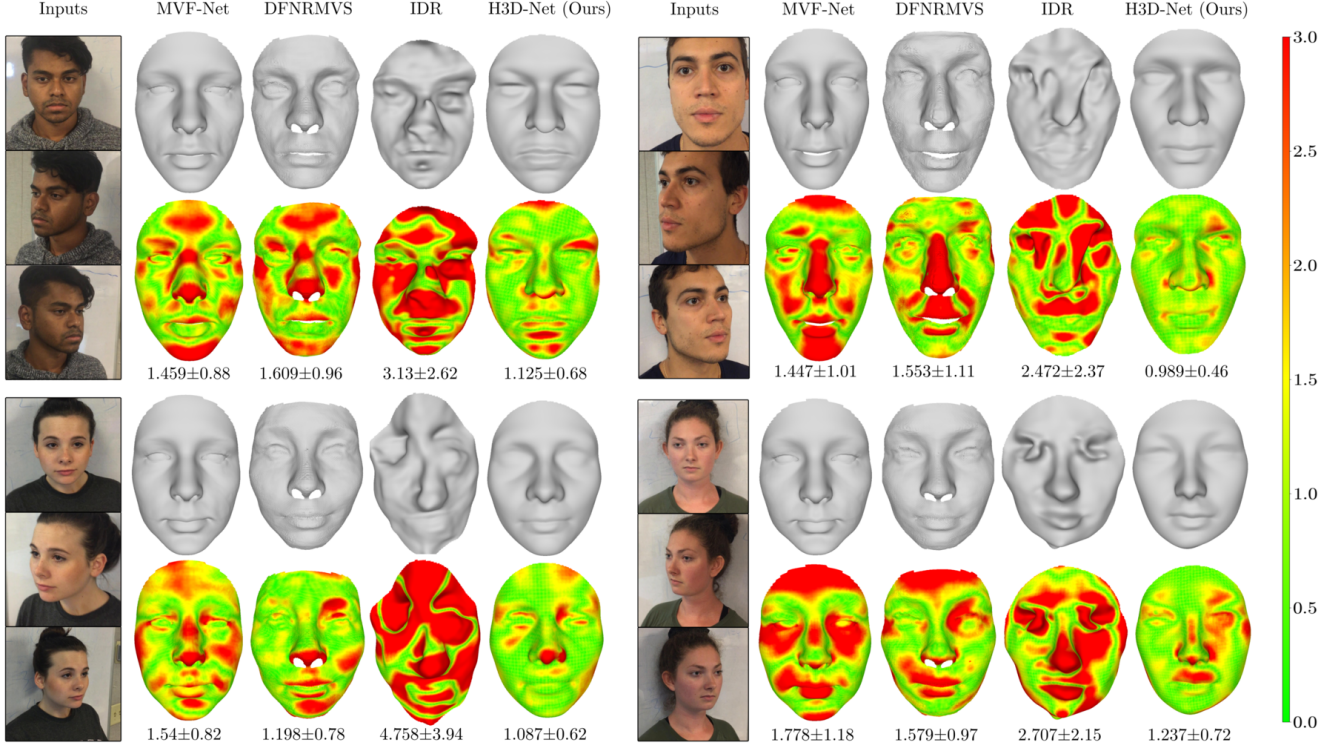 Inputs MVF-Net DFNRMVS IDR H3D-Net (Ours) Inputs MVF-Net DFNRMVS IDR H3D-Net (Ours)
3.0
2.5
2.0
1.5
1.0
0.5
0.0
1.459±0.88 1.609±0.96 3.13±2.62 1.125±0.68 1.447±1.01 1.553±1.11 2.472±2.37 0.989±0.46
1.54±0.82 1.198±0.78 4.758±3.94 1.087±0.62 1.778±1.18 1.579±0.97 2.707±2.15 1.237±0.72